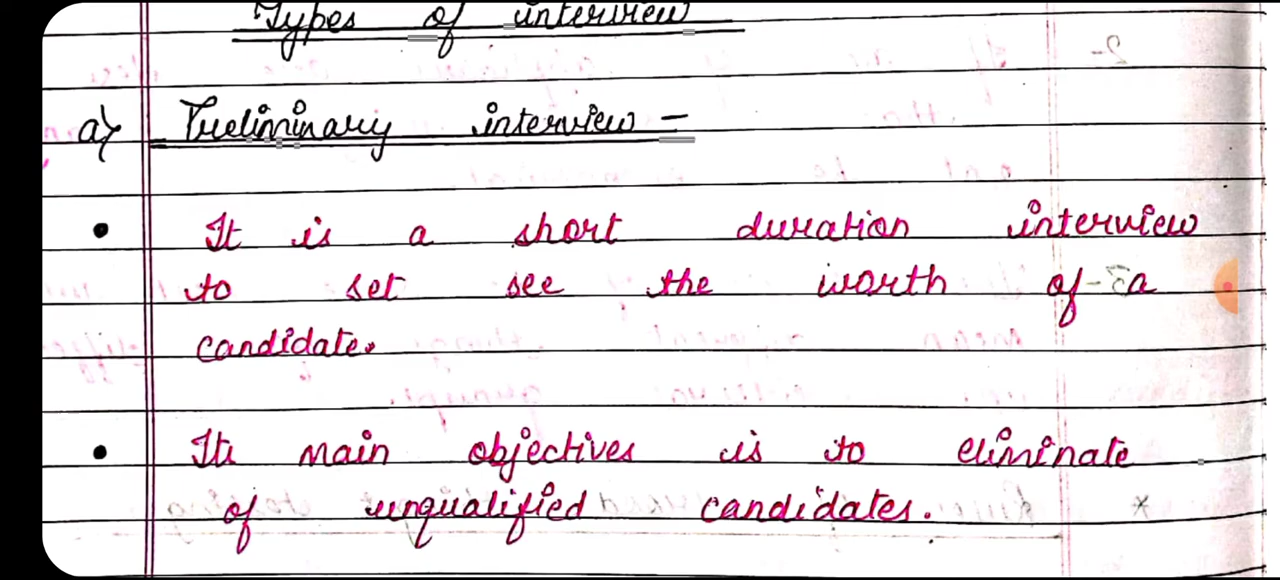 Types of interview
a) Preliminary interview -
• It is a short duration interview
to set see the worth of a
candidate.
• Its main objectives is to eliminate
of unqualified candidates.